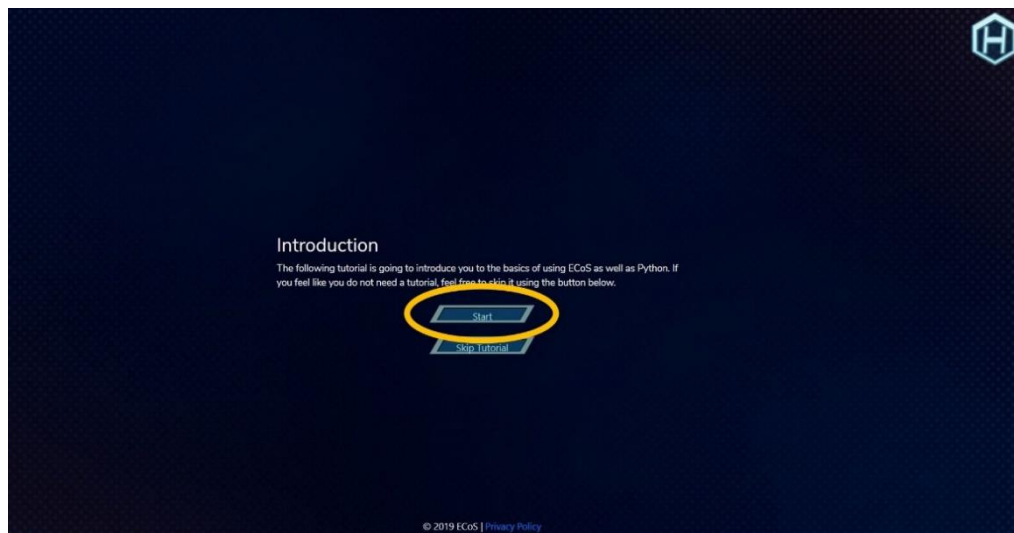 H
Introduction
The following tutorial is going to introduce you to the basics of using ECoS as well as Python. If
you feel like you do not need a tutorial, feel free to skip it using the button below.
Start
Skip Tutorial
© 2019 ECoS | Privacy Policy